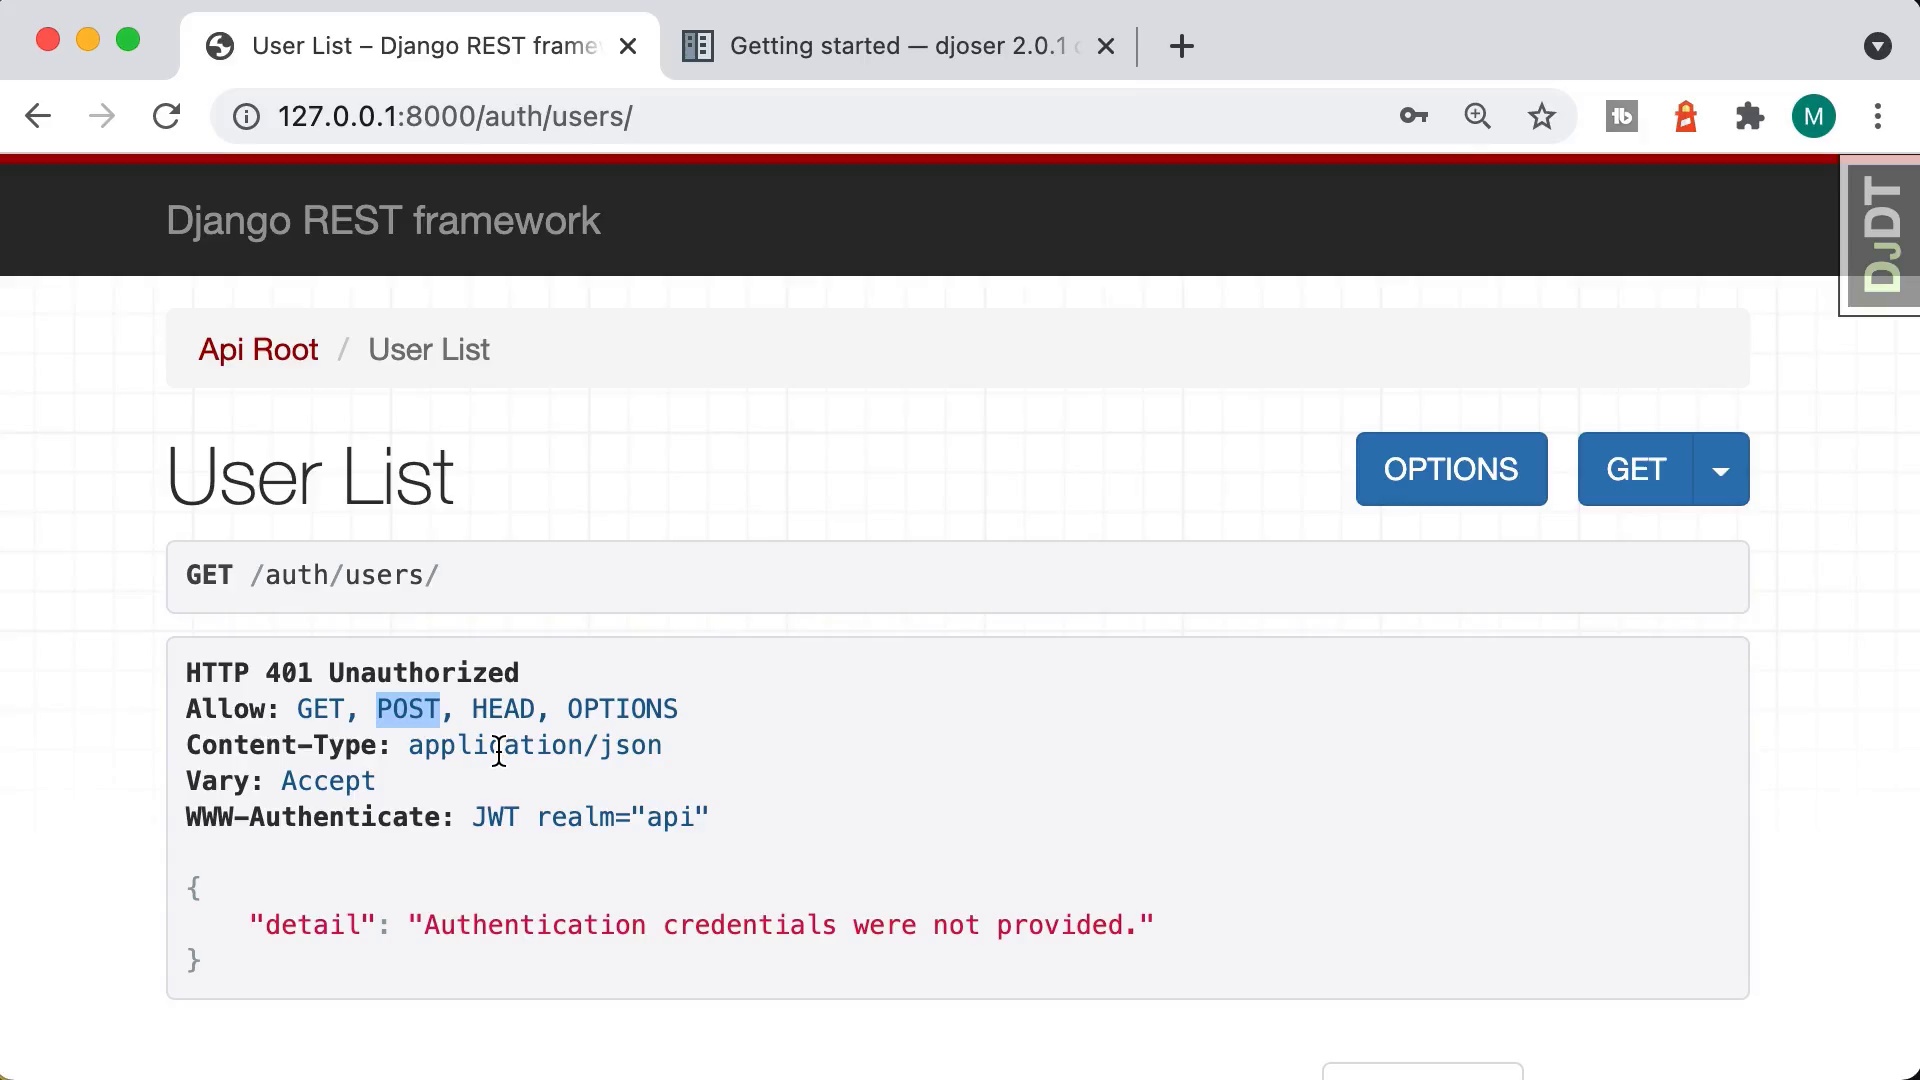 User List – Django REST frame
Getting started — djoser 2.0.1
127.0.0.1:8000/auth/users/
M
Django REST framework
DJDT
Api Root / User List
User List
OPTIONS
GET
GET /auth/users/
HTTP 401 Unauthorized
Allow: GET, POST, HEAD, OPTIONS
Content-Type: application/json
Vary: Accept
WWW-Authenticate: JWT realm="api"
{
"detail": "Authentication credentials were not provided."
}